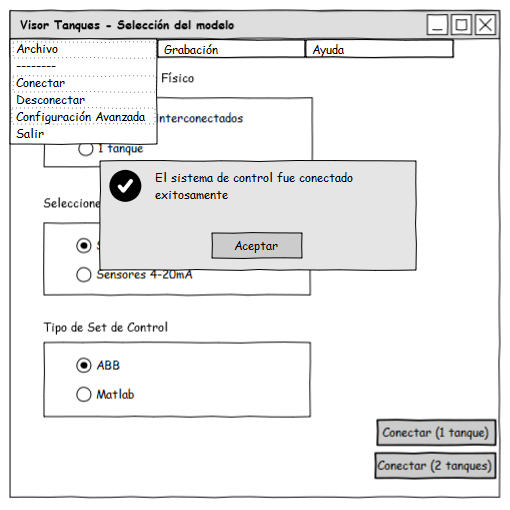 Visor Tanques - Selección del modelo
Archivo
Grabación
Ayuda
--------
Conectar
Desconectar
Configuración Avanzada
Salir
Físico
Interconectados
1 tanque
El sistema de control fue conectado
exitosamente
Aceptar
Seleccione
Sensores 4-20mA
Tipo de Set de Control
ABB
Matlab
Conectar (1 tanque)
Conectar (2 tanques)